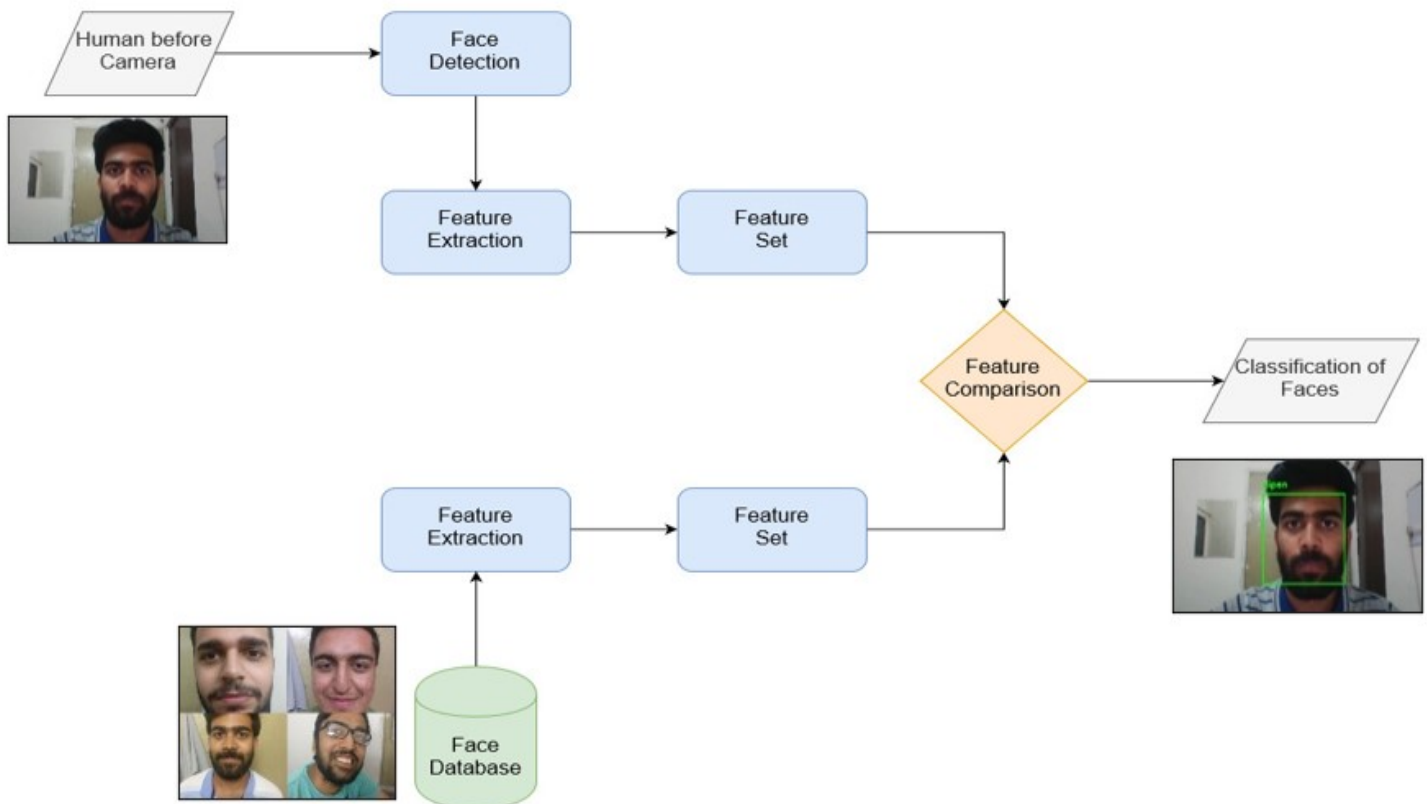 Human before
Camera
Face
Detection
Feature
Extraction
Feature
Set
Feature
Comparison
Classification of
Faces
Feature
Extraction
Feature
Set
Face
Database